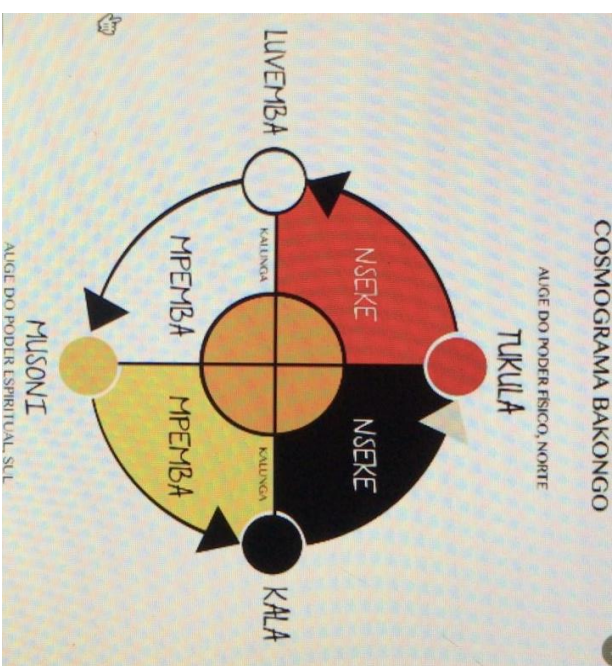 COSMOGRAMA BAKONGO
AUGE DO PODER FÍSICO, NORTE
TUKULA
NSEKE
NSEKE
LUVEMBA
KALUNGA
KALUNGA
KALA
MPEMBA
MPEMBA
MUSONI
AUGE DO PODER ESPIRITUAL, SUL